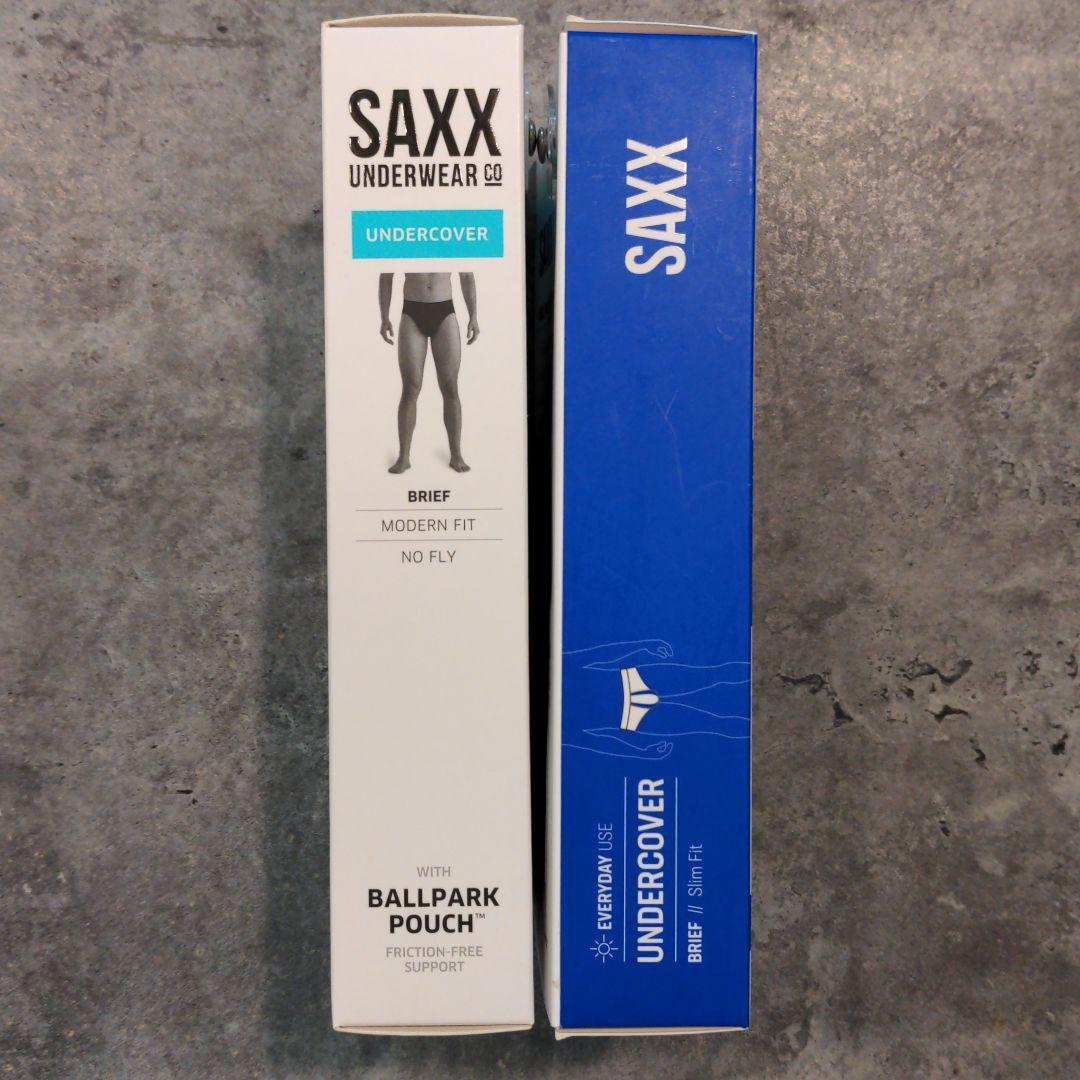 SAXX
UNDERWEAR CO
UNDERCOVER
BRIEF
MODERN FIT
NO FLY
WITH
BALLPARK
POUCH™
FRICTION-FREE
SUPPORT
SAXX
EVERYDAY USE
UNDERCOVER
BRIEF // Slim Fit